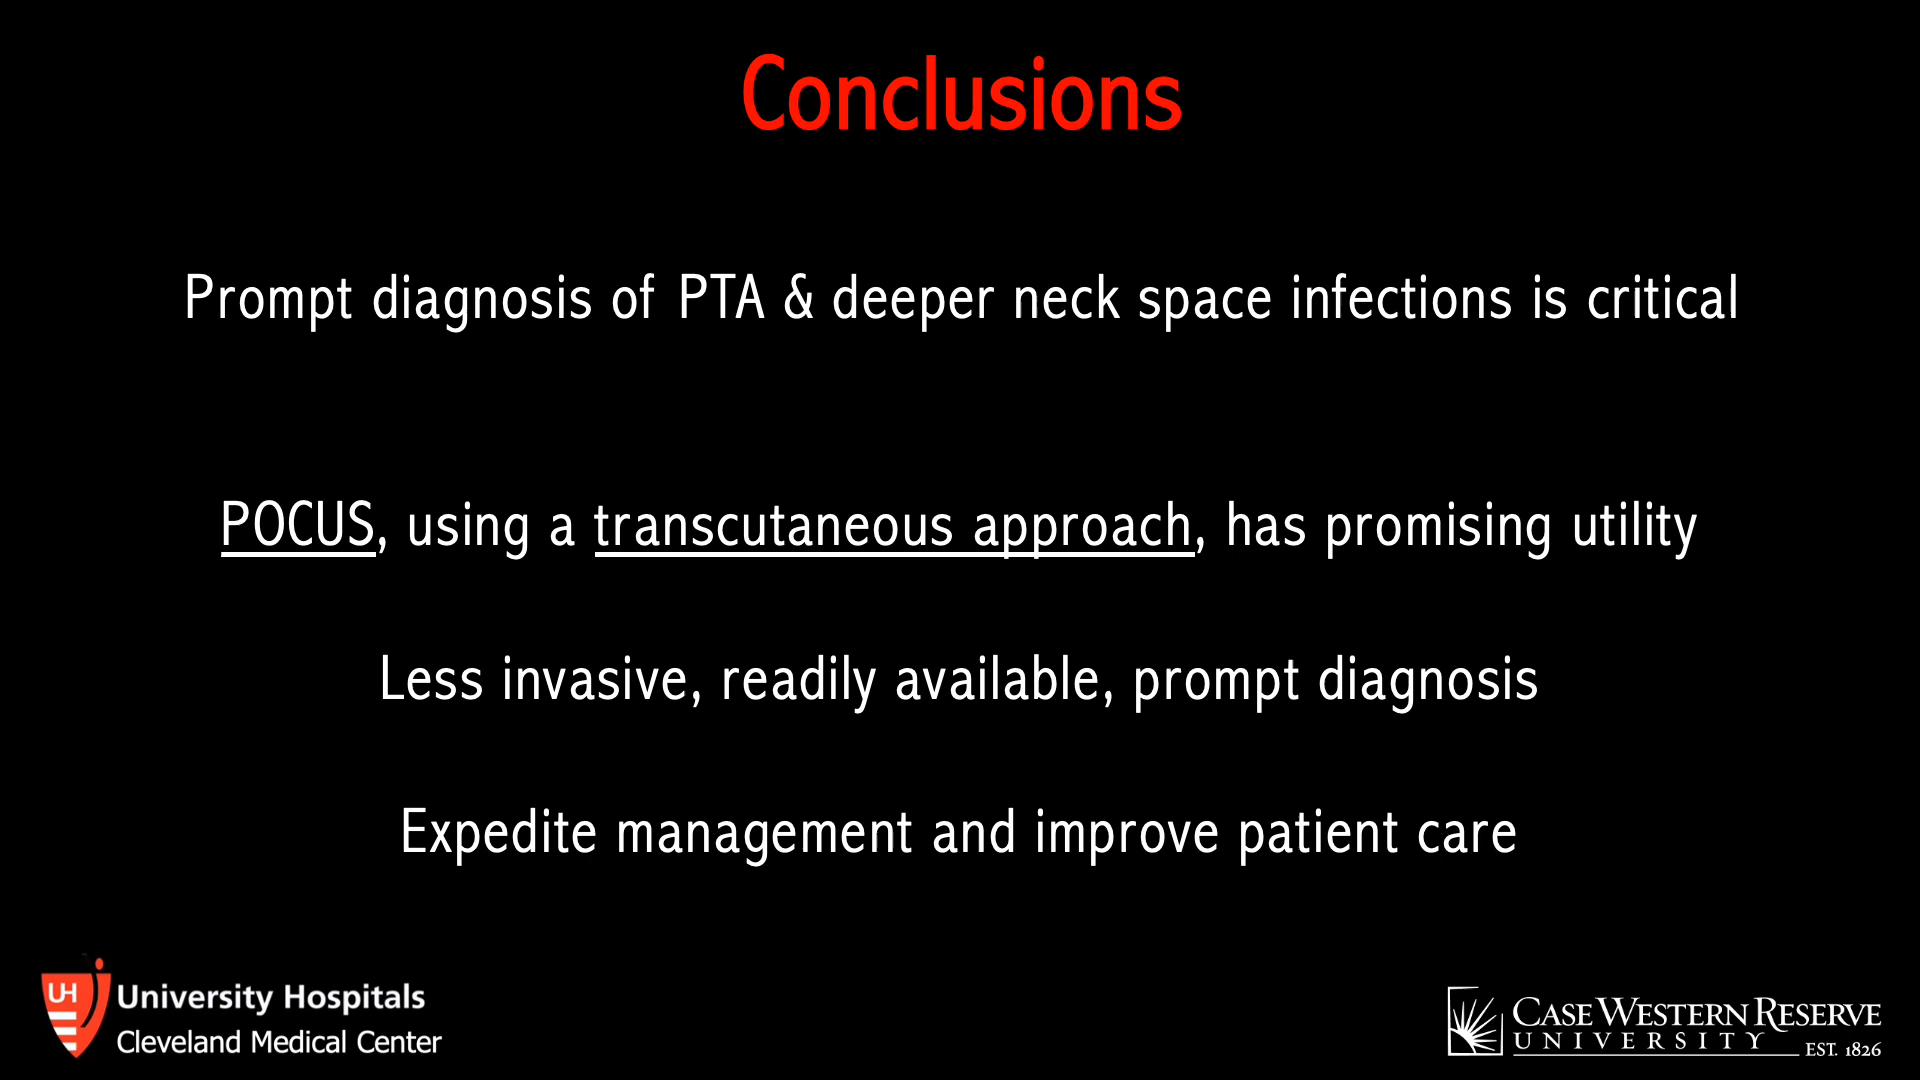 Conclusions
Prompt diagnosis of PTA & deeper neck space infections is critical
POCUS, using a transcutaneous approach, has promising utility
Less invasive, readily available, prompt diagnosis
Expedite management and improve patient care
UH
University Hospitals
Cleveland Medical Center
CASE WESTERN RESERVE
UNIVERSITY
EST. 1826